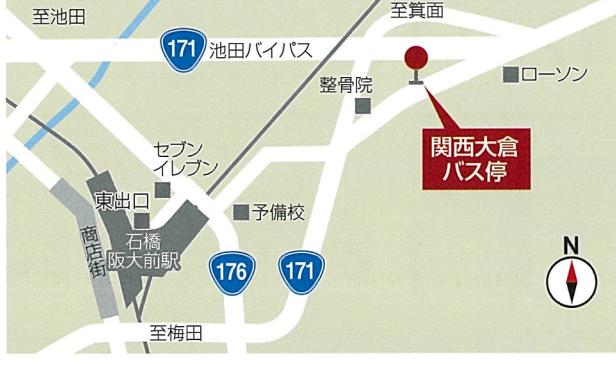 至池田
至箕面
171
池田バイパス
整骨院
ローソン
関西大倉
バス停
セブン
イレブン
東出口
予備校
石橋
阪大前駅
商店街
176
171
N
至梅田